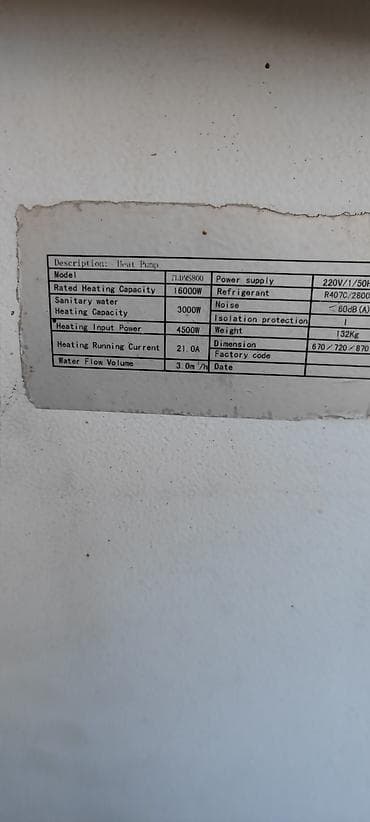 Description: Heat Pump
Model Power supply 220V/1/50H
Rated Heating Capacity 16000W Refrigerant R407C/2800
Sanitary water Heating Capacity 3000W Noise <60dB(A)
Isolation protection I
Heating Input Power 4500W Weight 132Kg
Heating Running Current 21.0A Dimension 670/720/870
Factory code
Water Flow Volume 3.0m³/h Date